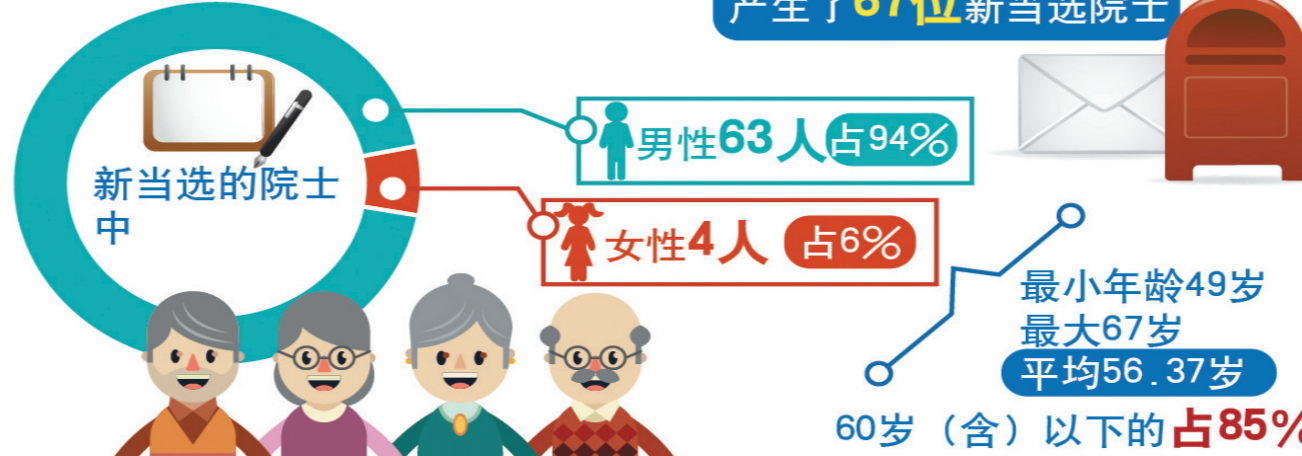 产生了67位新当选院士
新当选的院士
中
男性63人占94%
女性4人 占6%
最小年龄49岁
最大67岁
平均56.37岁
60岁（含）以下的占85%